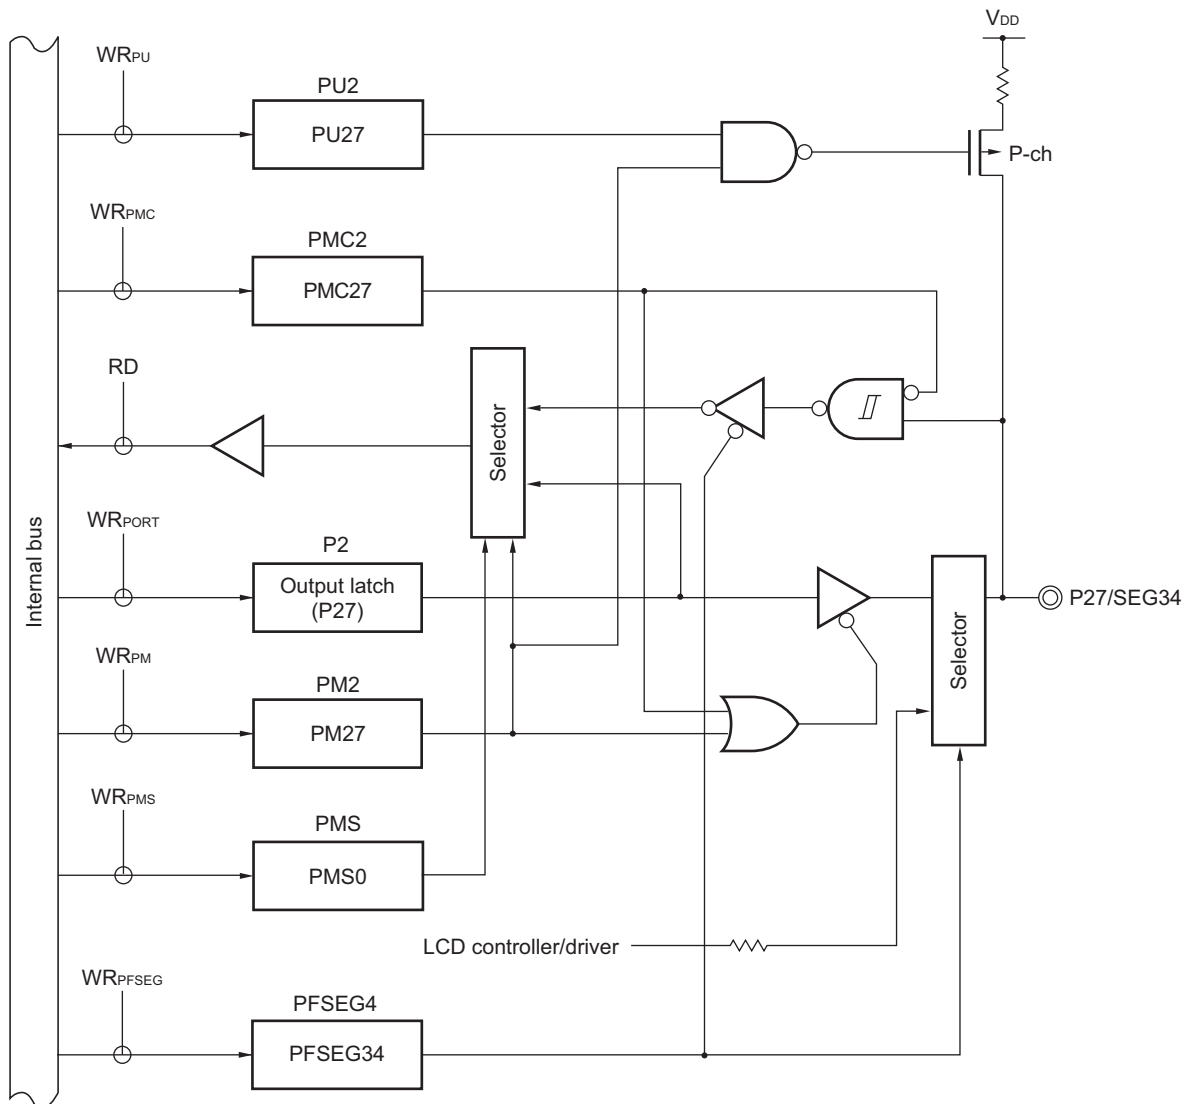 VDD
WRPU
PU2
PU27
P-ch
WRPMC
PMC2
PMC27
RD
Selector
WRPORT
P2
Output latch
(P27)
Internal bus
P27/SEG34
Selector
WRPM
PM2
PM27
WRPMS
PMS
PMS0
LCD controller/driver
WRPFSEG
PFSEG4
PFSEG34